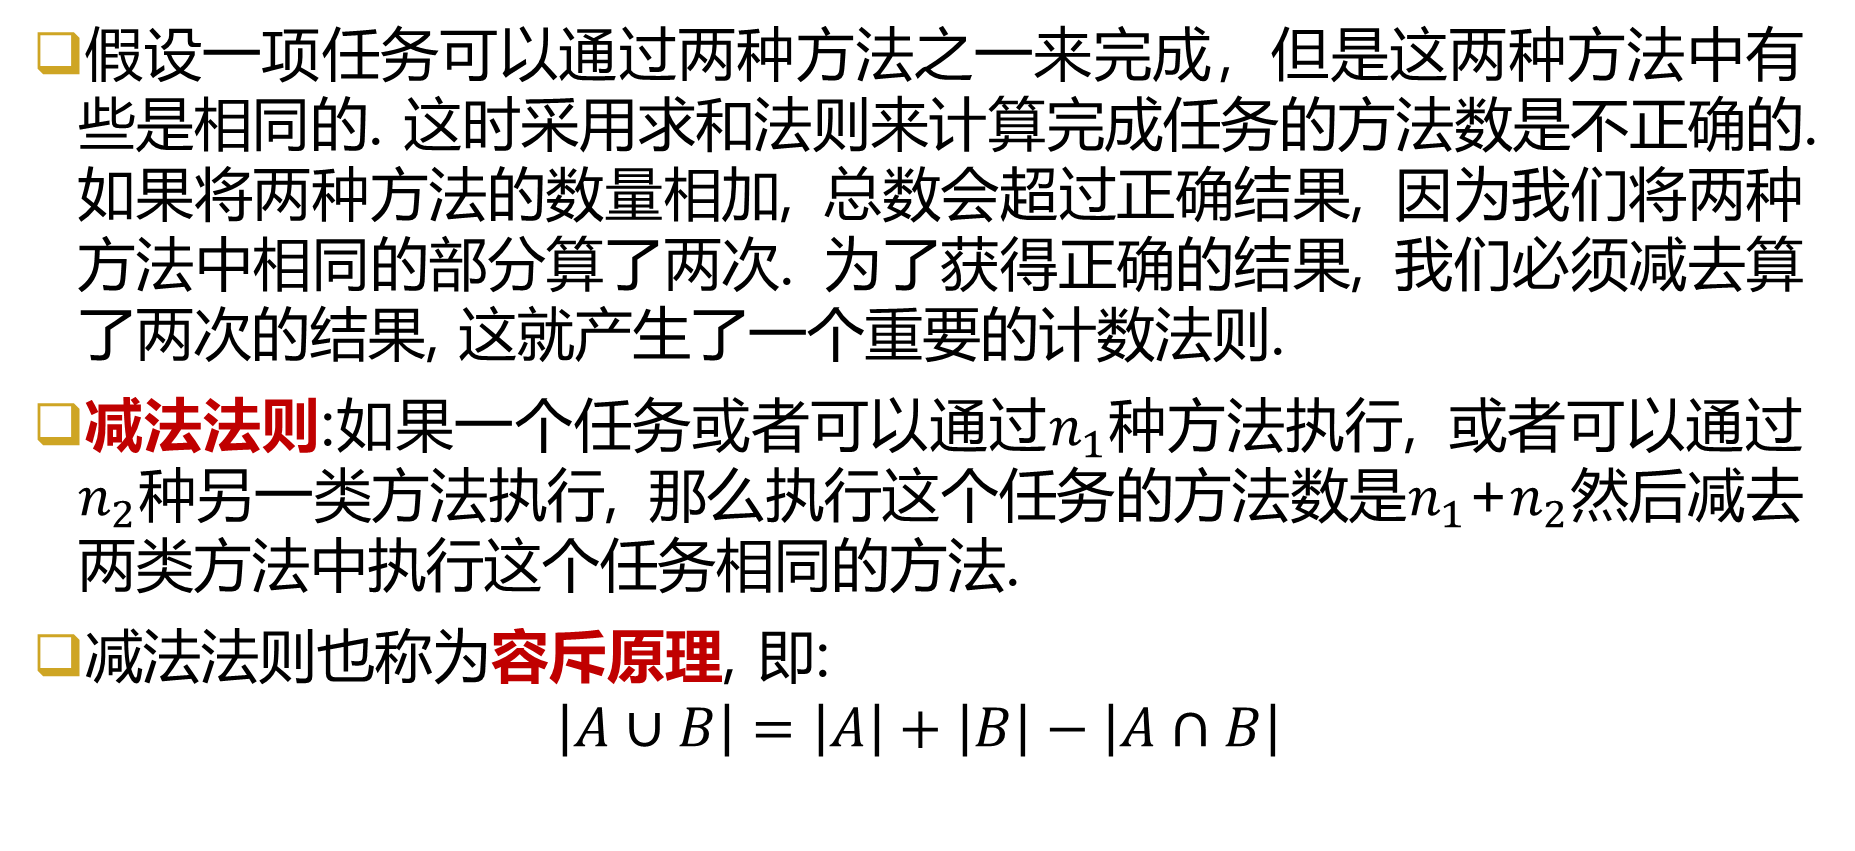 假设一项任务可以通过两种方法之一来完成，但是这两种方法中有
些是相同的. 这时采用求和法则来计算完成任务的方法数是不正确的.
如果将两种方法的数量相加, 总数会超过正确结果, 因为我们将两种
方法中相同的部分算了两次. 为了获得正确的结果, 我们必须减去算
了两次的结果, 这就产生了一个重要的计数法则.
减法法则:如果一个任务或者可以通过n₁种方法执行, 或者可以通过
n₂种另一类方法执行, 那么执行这个任务的方法数是n₁+n₂然后减去
两类方法中执行这个任务相同的方法.
减法法则也称为容斥原理, 即:
|A ∪ B| = |A| + |B| − |A ∩ B|